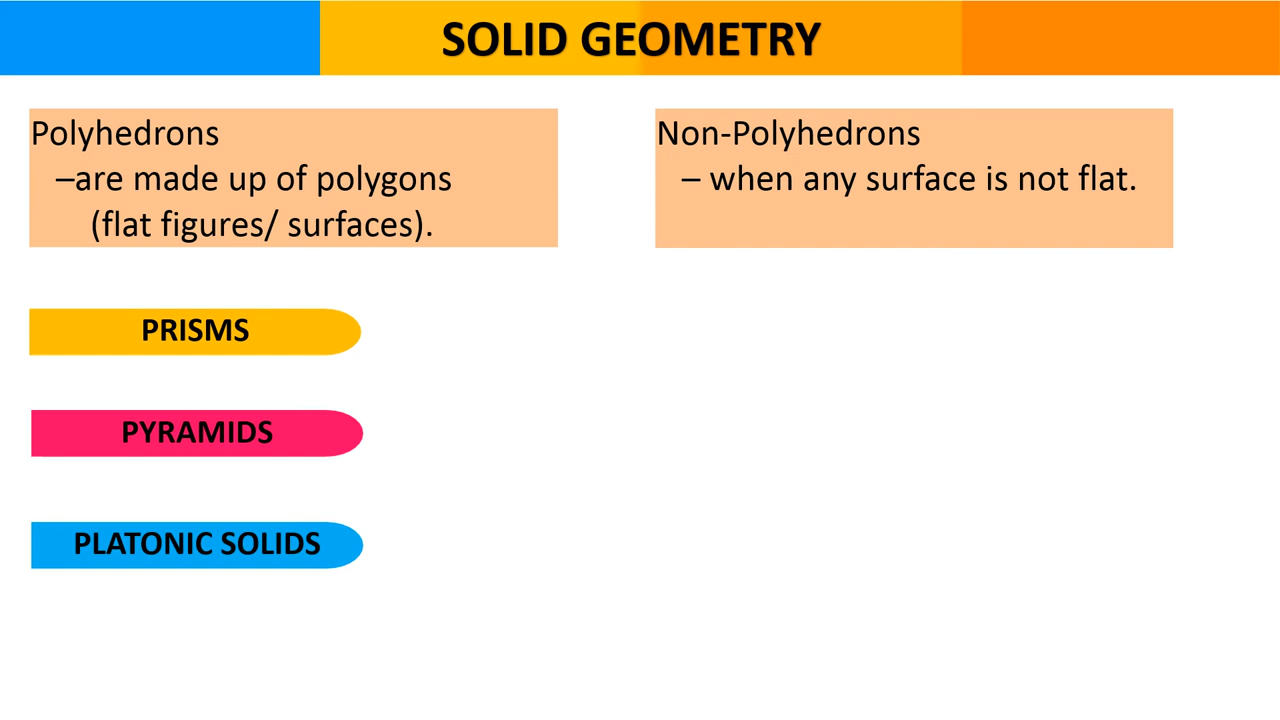 SOLID GEOMETRY
Polyhedrons
–are made up of polygons
(flat figures/ surfaces).
Non-Polyhedrons
– when any surface is not flat.
PRISMS
PYRAMIDS
PLATONIC SOLIDS